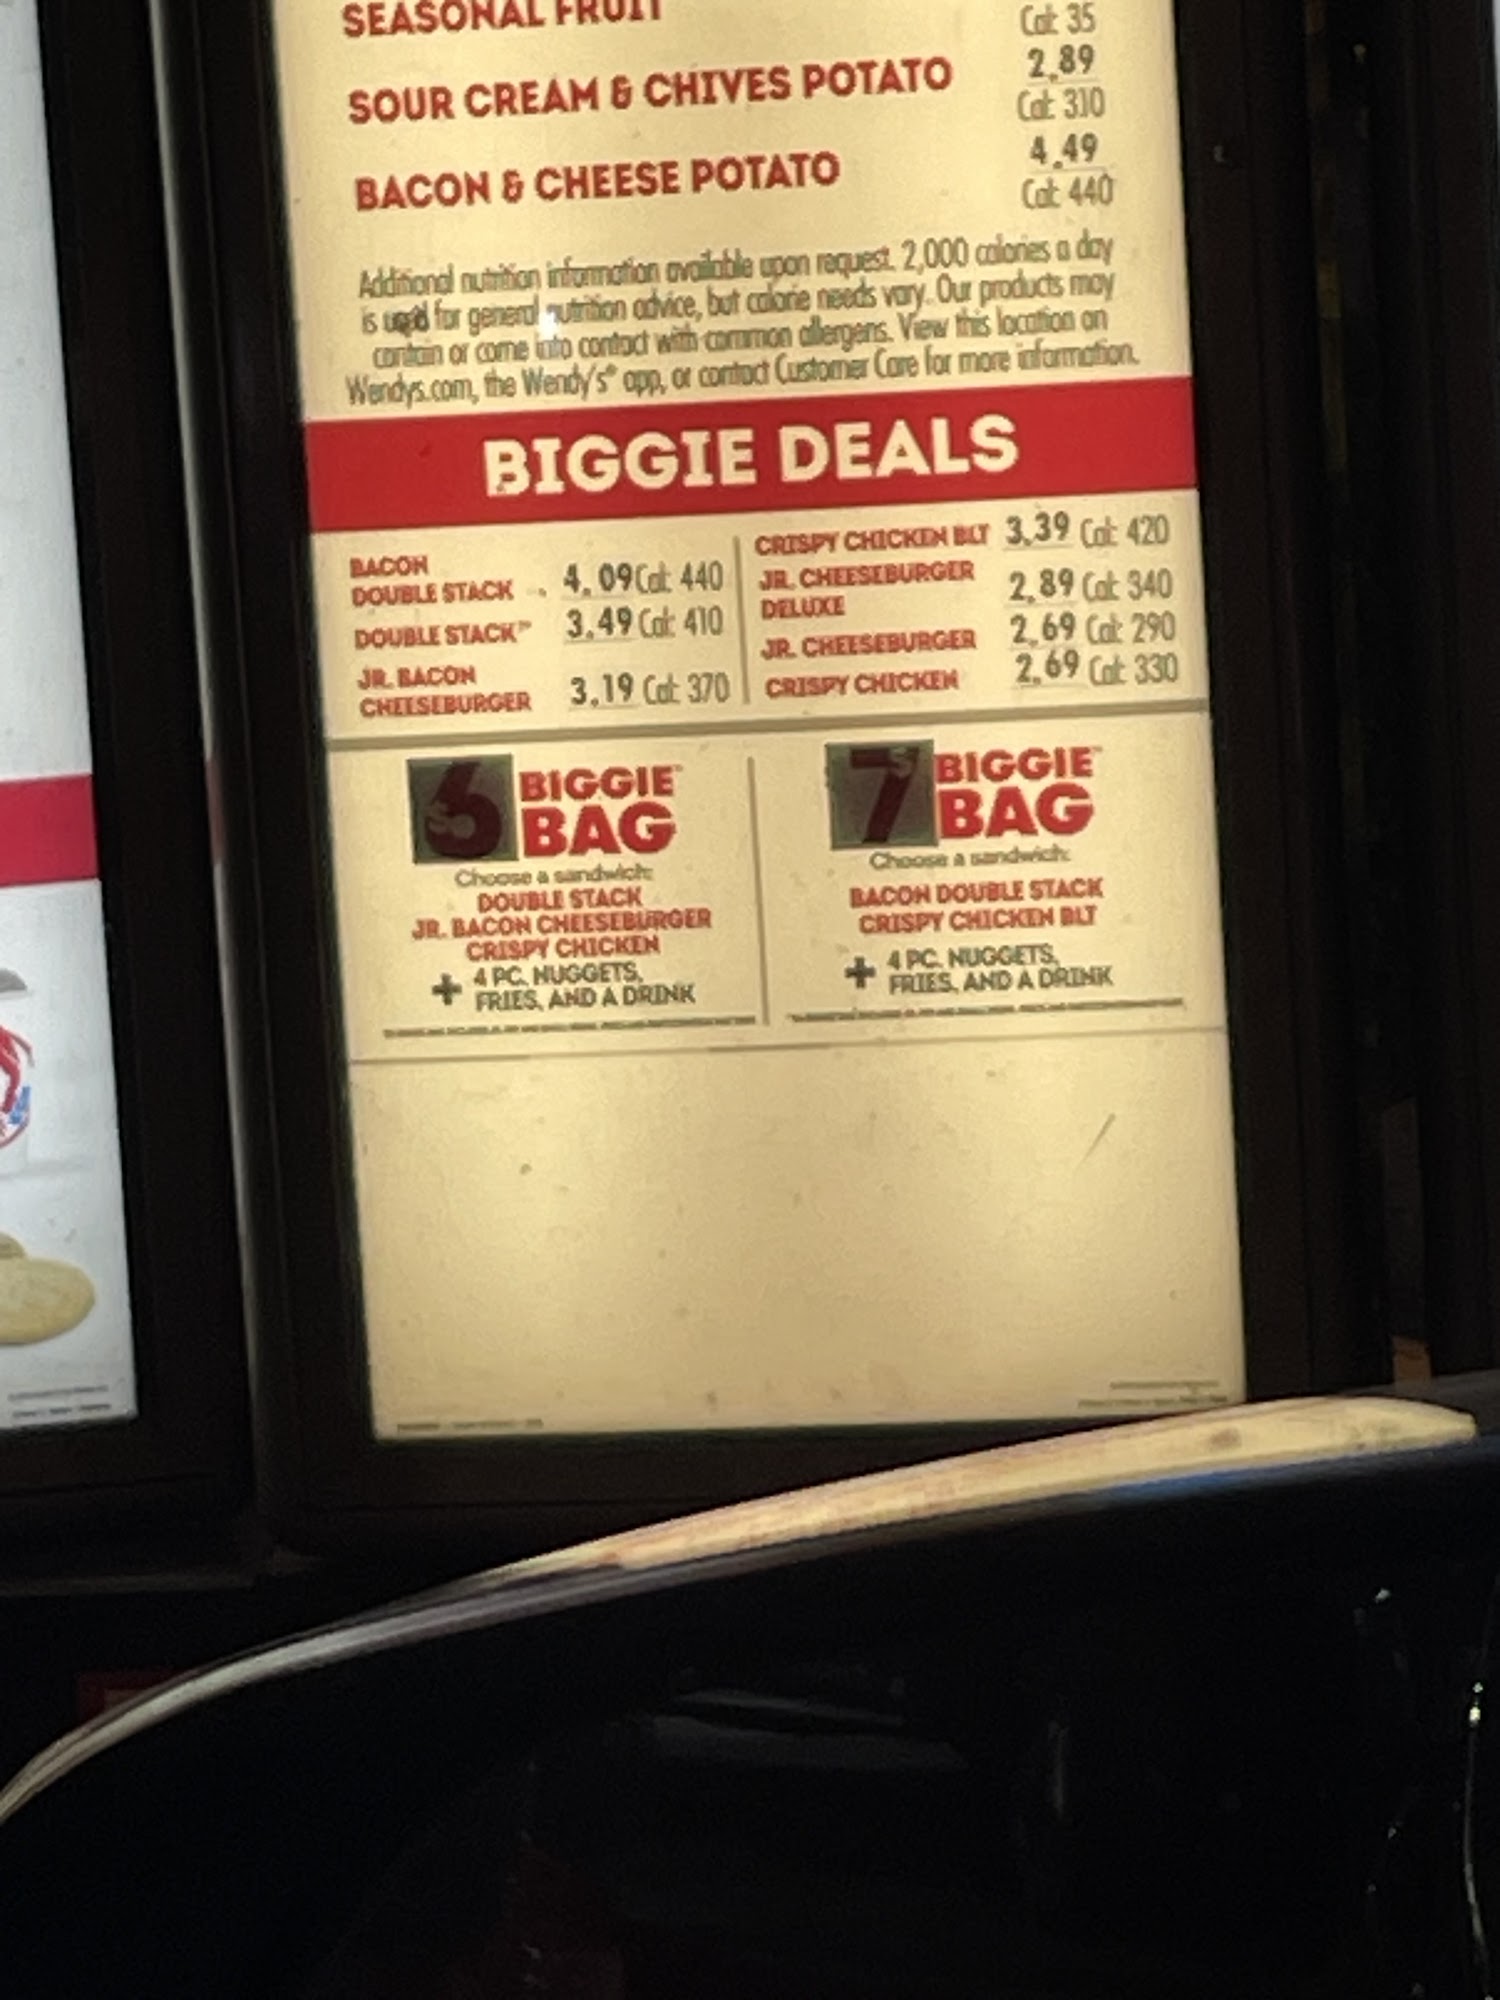 SEASONAL FRUIT
Cal: 35
SOUR CREAM & CHIVES POTATO 2.89
Cal: 310
BACON & CHEESE POTATO 4.49
Cal: 440
Additional nutrition information available upon request. 2,000 calories a day
is used for general nutrition advice, but calorie needs vary. Our products may
contain or come into contact with common allergens. View this location on
Wendys.com, the Wendy's® app, or contact Customer Care for more information.
BIGGIE DEALS
BACON
DOUBLE STACK 4.09 Cal: 440
DOUBLE STACK™ 3.49 Cal: 410
JR. BACON
CHEESEBURGER 3.19 Cal: 370
CRISPY CHICKEN BLT 3.39 Cal: 420
JR. CHEESEBURGER
DELUXE 2.89 Cal: 340
JR. CHEESEBURGER 2.69 Cal: 290
CRISPY CHICKEN 2.69 Cal: 330
6 BIGGIE™
BAG
Choose a sandwich:
DOUBLE STACK
JR. BACON CHEESEBURGER
CRISPY CHICKEN
+ 4 PC. NUGGETS,
FRIES, AND A DRINK
7 BIGGIE™
BAG
Choose a sandwich:
BACON DOUBLE STACK
CRISPY CHICKEN BLT
+ 4 PC. NUGGETS,
FRIES, AND A DRINK